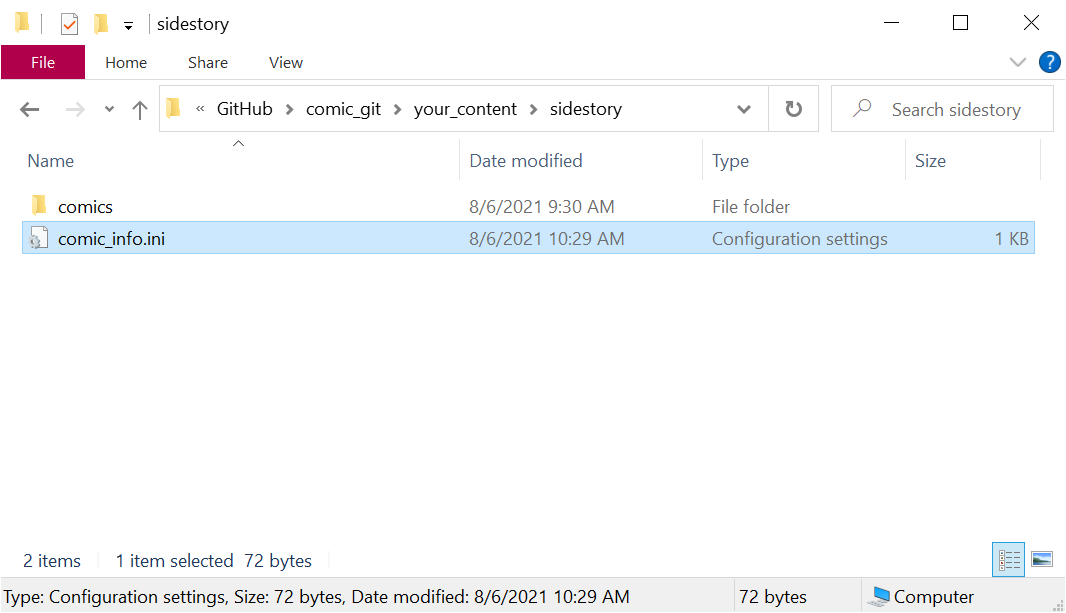 sidestory
File Home Share View ?
« GitHub > comic_git > your_content > sidestory Search sidestory
Name Date modified Type Size
comics 8/6/2021 9:30 AM File folder
comic_info.ini 8/6/2021 10:29 AM Configuration settings 1 KB
2 items 1 item selected 72 bytes
Type: Configuration settings, Size: 72 bytes, Date modified: 8/6/2021 10:29 AM 72 bytes Computer